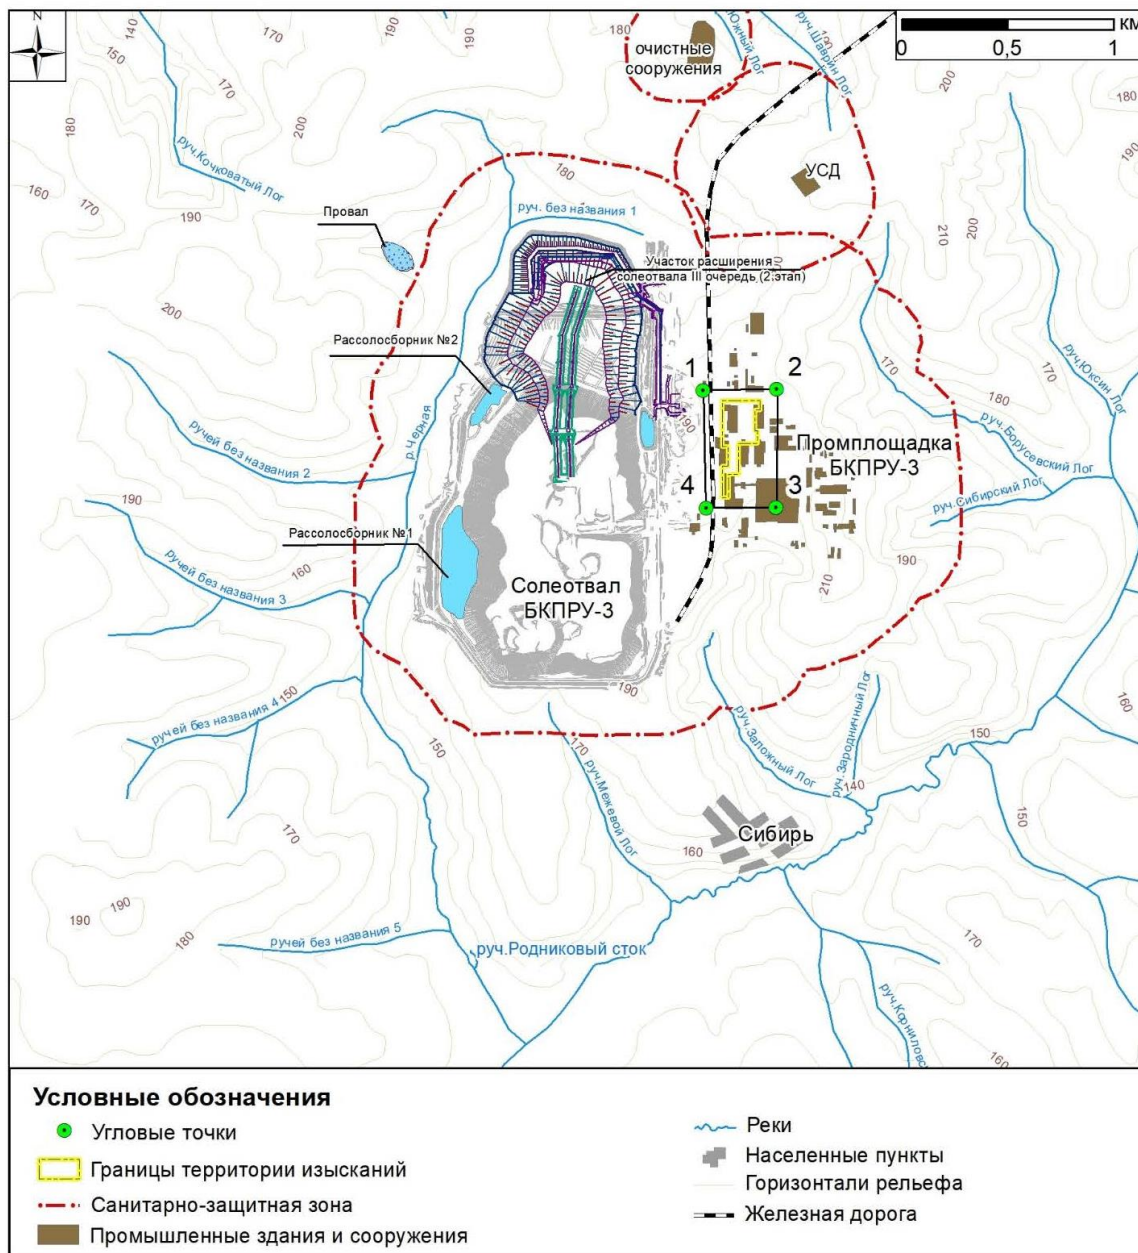 N
км
0
0,5
1
140
150
170
170
190
190
180
190
200
180
190
180
200
очистные
сооружения
руч.Южный Лог
руч.Шаврин Лог
руч.Кочковатый Лог
УСД
160
170
190
180
210
200
Провал
руч. без названия 1
Участок расширения
солеотвала III очередь (2.этап)
200
Рассолосборник №2
170
руч.Юксин Лог
180
1
2
190
р.Черная
ручей без названия 2
Промплощадка
БКПРУ-3
руч.Борусевский Лог
190
4
3
руч.Сибирский Лог
Рассолосборник №1
160
190
210
ручей без названия 3
Солеотвал
БКПРУ-3
190
150
ручей без названия 4
150
170
руч.Заложный Лог
руч.Зародничный Лог
150
160
140
руч.Межевой Лог
150
170
Сибирь
160
190
190
180
ручей без названия 5
руч.Родниковый сток
170
160
Условные обозначения
Угловые точки
Границы территории изысканий
Санитарно-защитная зона
Промышленные здания и сооружения
Реки
Населенные пункты
Горизонтали рельефа
Железная дорога